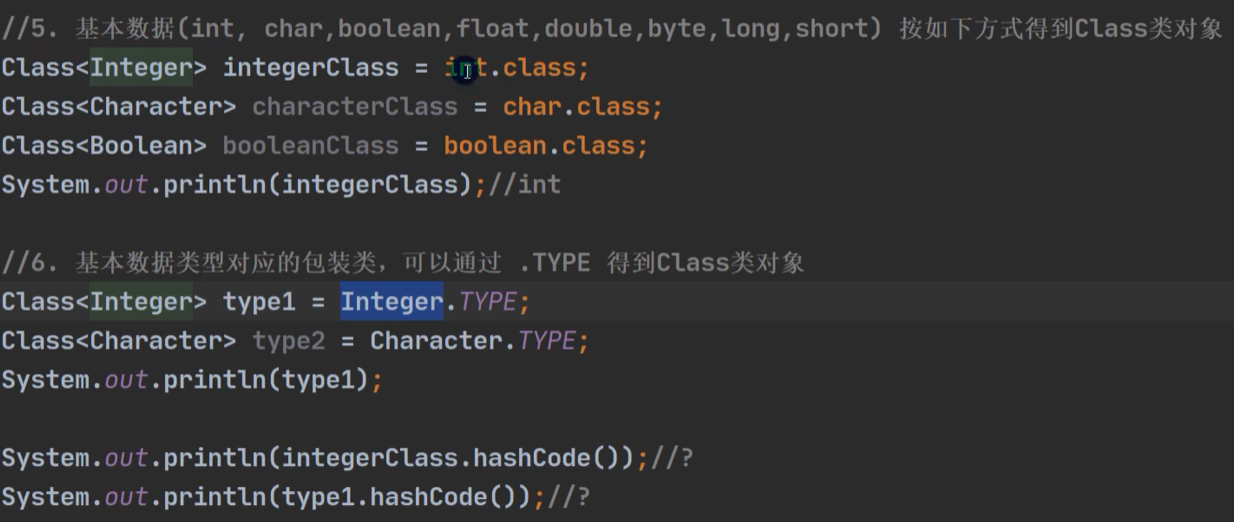 //5. 基本数据(int, char,boolean,float,double,byte,long,short) 按如下方式得到Class类对象
Class<Integer> integerClass = int.class;
Class<Character> characterClass = char.class;
Class<Boolean> booleanClass = boolean.class;
System.out.println(integerClass);//int
//6. 基本数据类型对应的包装类，可以通过 .TYPE 得到Class类对象
Class<Integer> type1 = Integer.TYPE;
Class<Character> type2 = Character.TYPE;
System.out.println(type1);
System.out.println(integerClass.hashCode());//?
System.out.println(type1.hashCode());//?